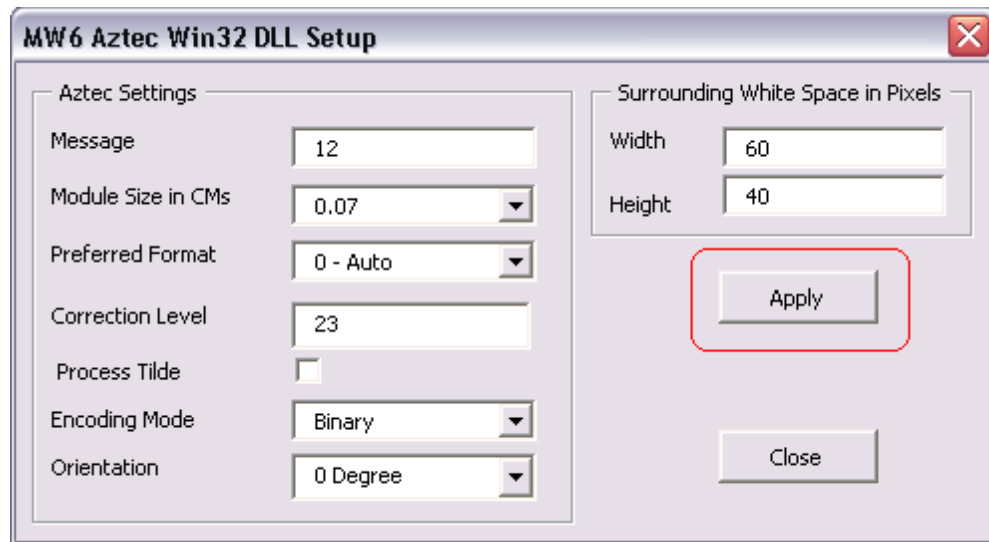 MW6 Aztec Win32 DLL Setup
Aztec Settings
Message 12
Module Size in CMs 0.07
Preferred Format 0 - Auto
Correction Level 23
Process Tilde
Encoding Mode Binary
Orientation 0 Degree
Surrounding White Space in Pixels
Width 60
Height 40
Apply
Close